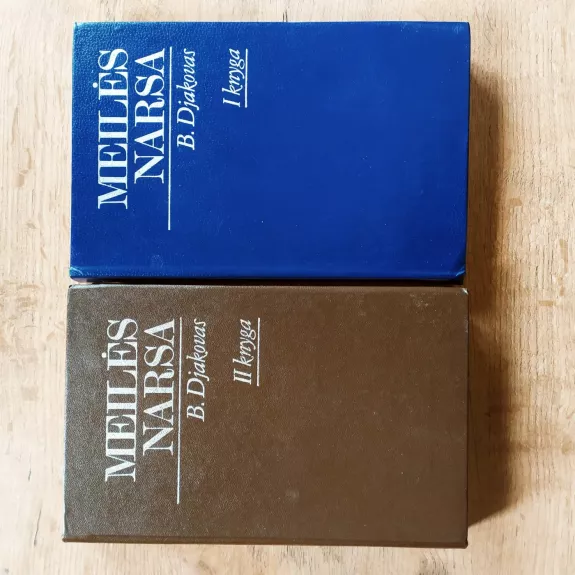 MEILĖS
NARSA
B. Djakovas
I knyga
MEILĖS
NARSA
B. Djakovas
II knyga